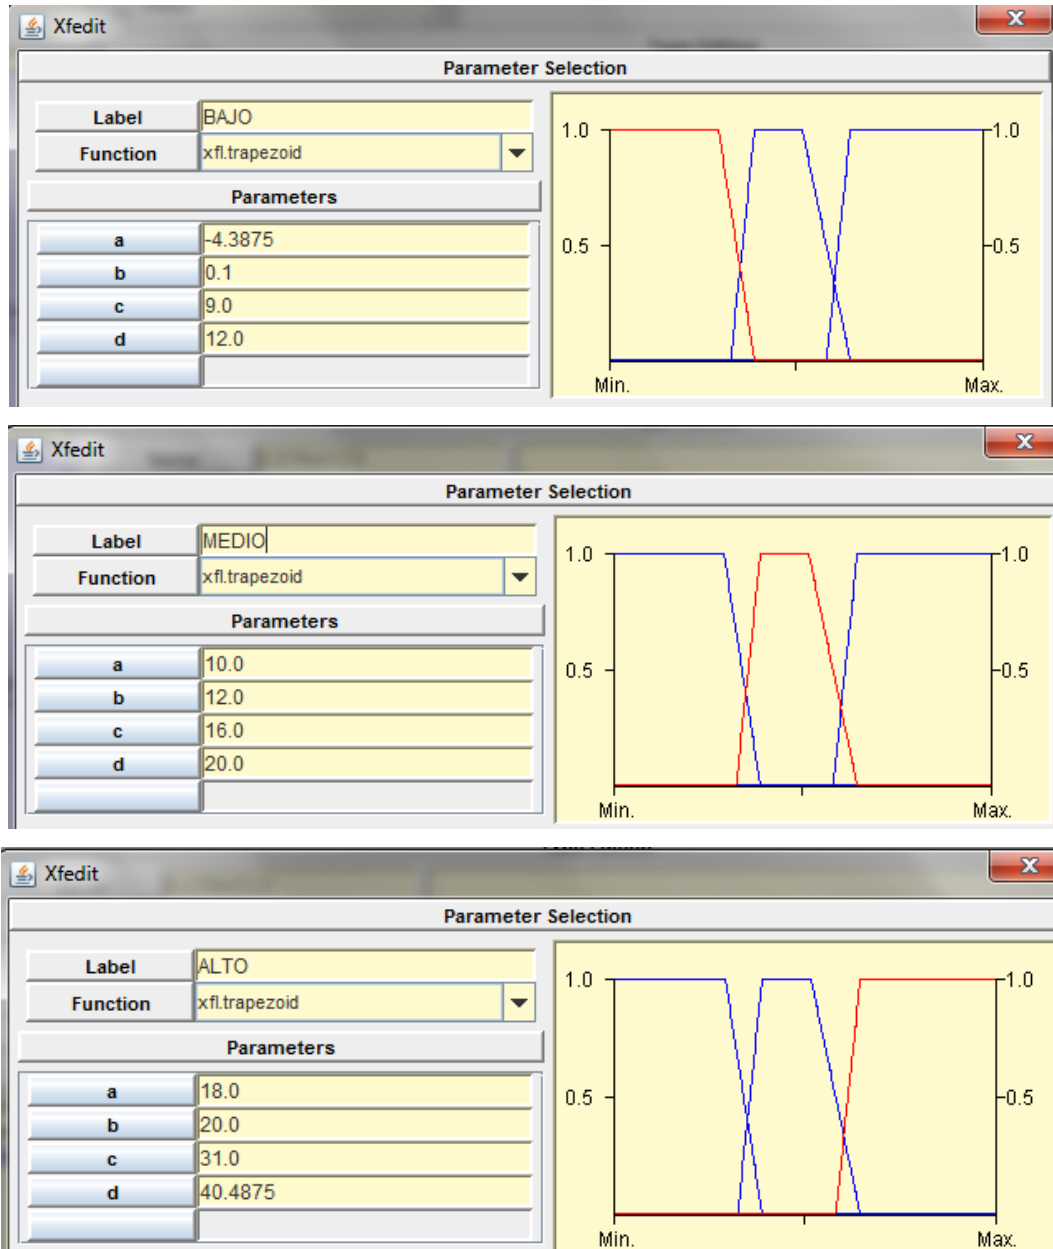 Xfedit
Parameter Selection
Label BAJO
Function xfl.trapezoid
Parameters
a -4.3875
b 0.1
c 9.0
d 12.0
1.0 1.0
0.5 0.5
Min. Max.
Xfedit
Parameter Selection
Label MEDIO
Function xfl.trapezoid
Parameters
a 10.0
b 12.0
c 16.0
d 20.0
1.0 1.0
0.5 0.5
Min. Max.
Xfedit
Parameter Selection
Label ALTO
Function xfl.trapezoid
Parameters
a 18.0
b 20.0
c 31.0
d 40.4875
1.0 1.0
0.5 0.5
Min. Max.